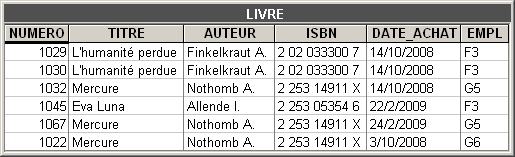 LIVRE
NUMERO TITRE AUTEUR ISBN DATE_ACHAT EMPL
1029 L'humanité perdue Finkelkraut A. 2 02 033300 7 14/10/2008 F3
1030 L'humanité perdue Finkelkraut A. 2 02 033300 7 14/10/2008 F3
1032 Mercure Nothomb A. 2 253 14911 X 14/10/2008 G5
1045 Eva Luna Allende I. 2 253 05354 6 22/2/2009 F3
1067 Mercure Nothomb A. 2 253 14911 X 24/2/2009 G5
1022 Mercure Nothomb A. 2 253 14911 X 3/10/2008 G6